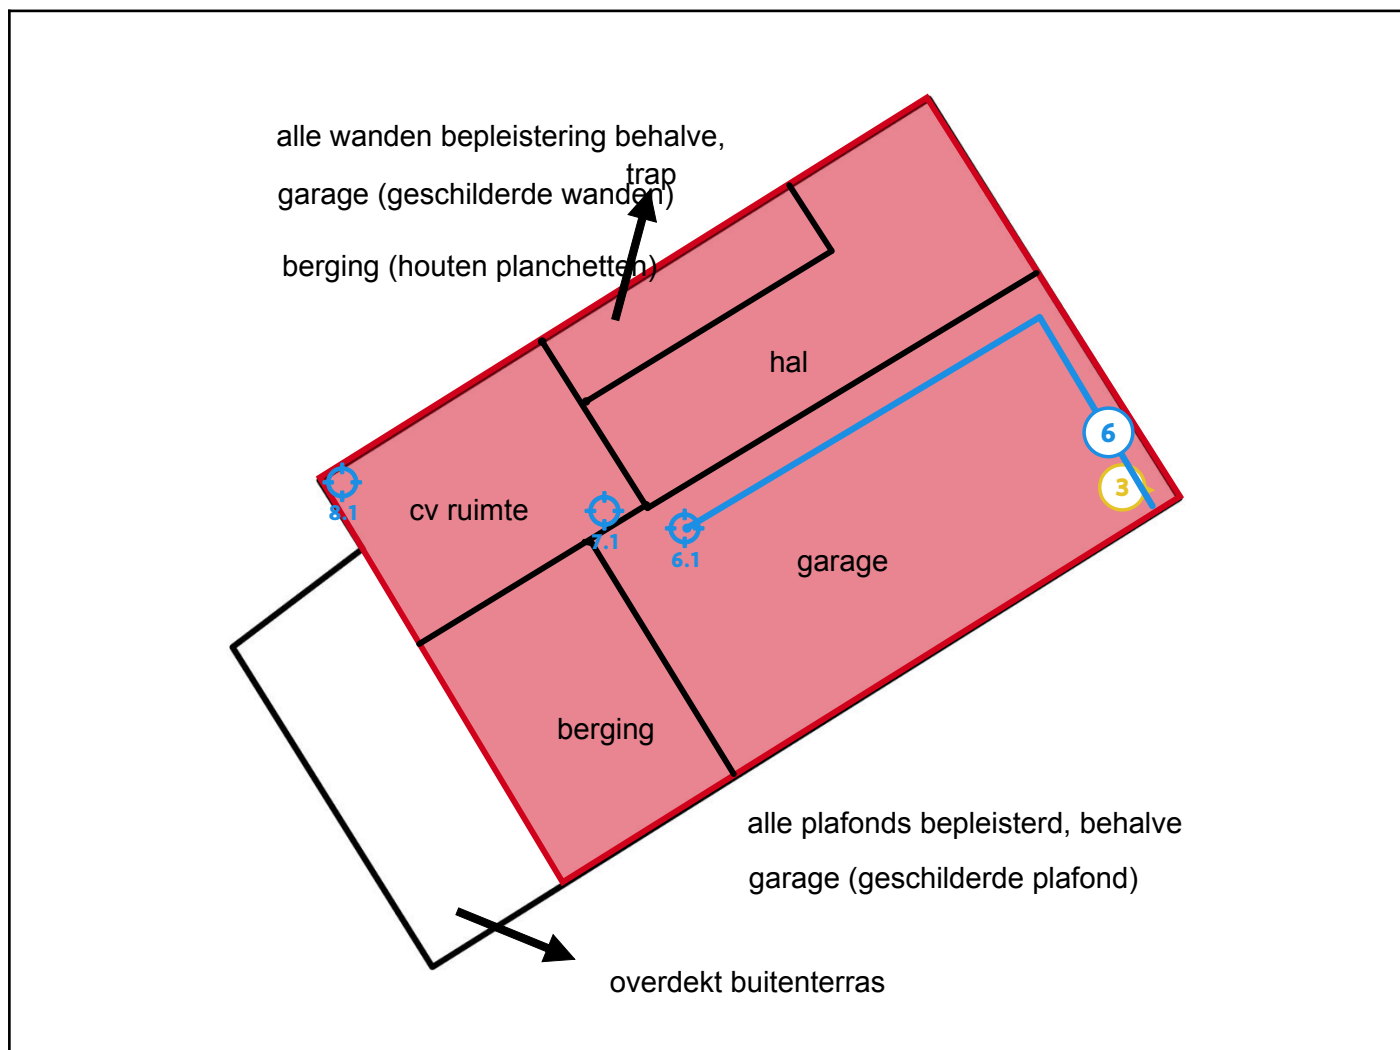 alle wanden bepleistering behalve,
trap
garage (geschilderde wanden)
berging (houten planchetten)
hal
6
3
8.1
cv ruimte
7.1
6.1
garage
berging
alle plafonds bepleisterd, behalve
garage (geschilderde plafond)
overdekt buitenterras